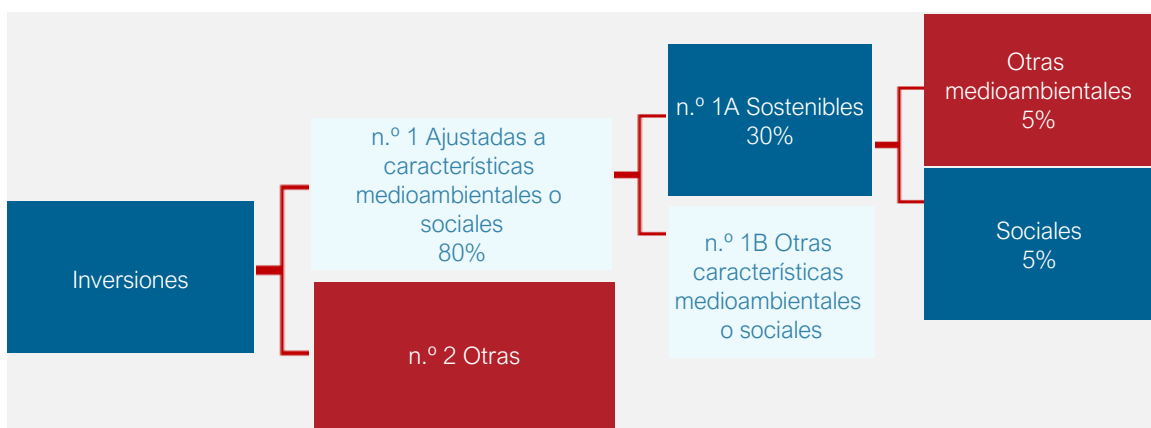 Inversiones
n.º 1 Ajustadas a
características
medioambientales o
sociales
80%
n.º 2 Otras
n.º 1A Sostenibles
30%
n.º 1B Otras
características
medioambientales
o sociales
Otras
medioambientales
5%
Sociales
5%